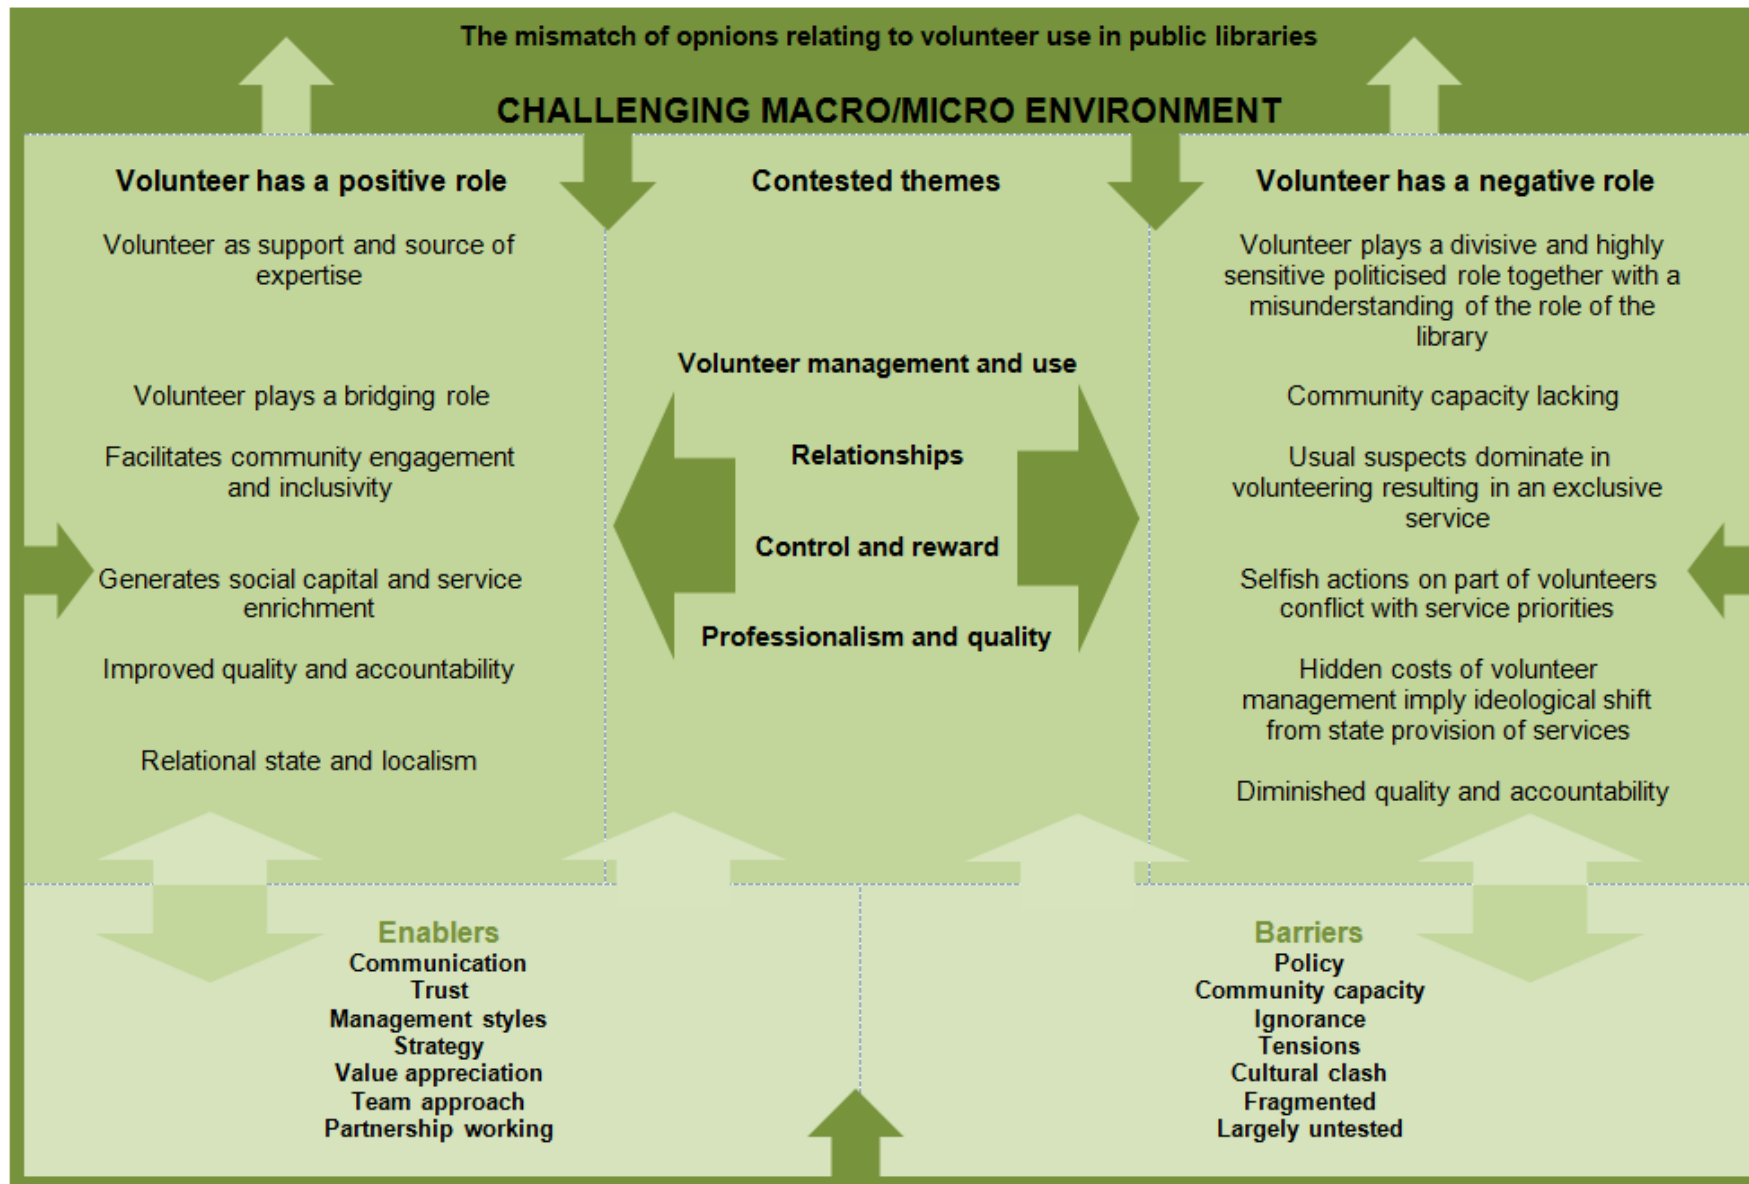 The mismatch of opnions relating to volunteer use in public libraries
CHALLENGING MACRO/MICRO ENVIRONMENT
Volunteer has a positive role
Volunteer as support and source of
expertise
Volunteer plays a bridging role
Facilitates community engagement
and inclusivity
Generates social capital and service
enrichment
Improved quality and accountability
Relational state and localism
Contested themes
Volunteer management and use
Relationships
Control and reward
Professionalism and quality
Volunteer has a negative role
Volunteer plays a divisive and highly
sensitive politicised role together with a
misunderstanding of the role of the
library
Community capacity lacking
Usual suspects dominate in
volunteering resulting in an exclusive
service
Selfish actions on part of volunteers
conflict with service priorities
Hidden costs of volunteer
management imply ideological shift
from state provision of services
Diminished quality and accountability
Enablers
Communication
Trust
Management styles
Strategy
Value appreciation
Team approach
Partnership working
Barriers
Policy
Community capacity
Ignorance
Tensions
Cultural clash
Fragmented
Largely untested